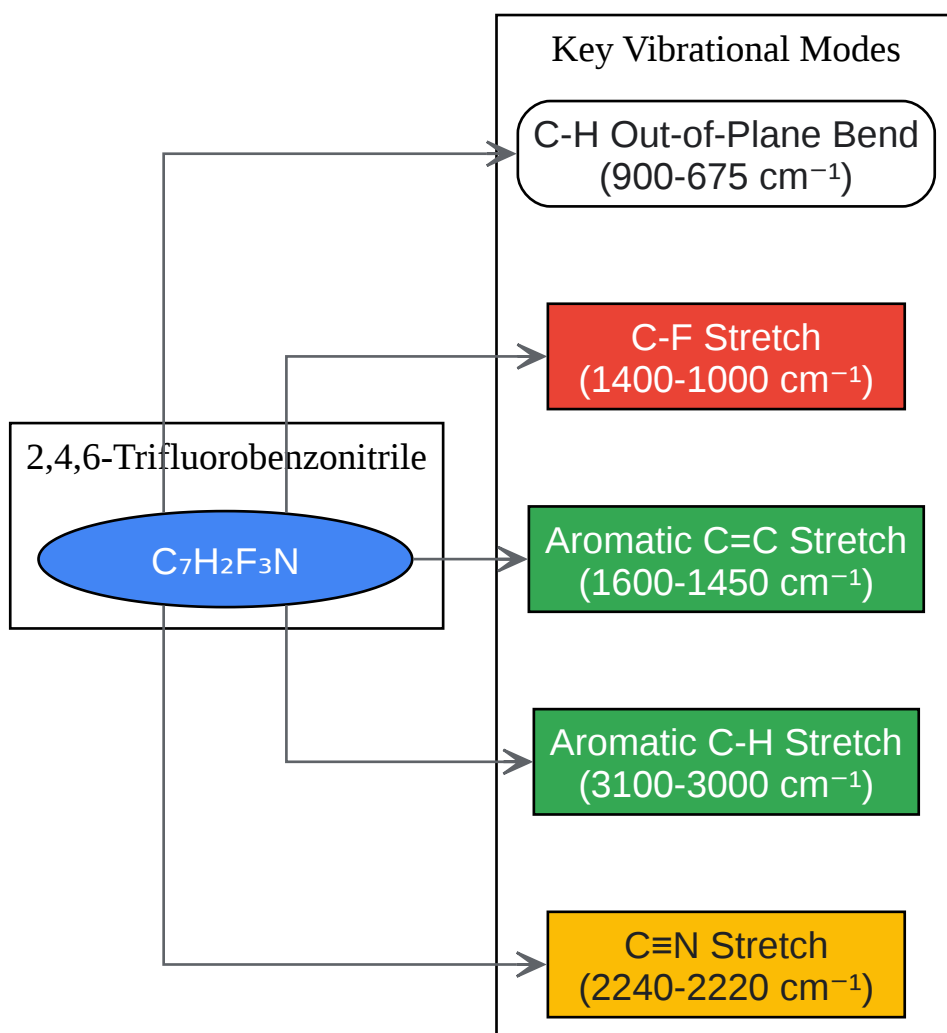 Key Vibrational Modes
C-H Out-of-Plane Bend
(900-675 cm⁻¹)
C-F Stretch
(1400-1000 cm⁻¹)
2,4,6-Trifluorobenzonitrile
C₇H₂F₃N
Aromatic C=C Stretch
(1600-1450 cm⁻¹)
Aromatic C-H Stretch
(3100-3000 cm⁻¹)
C≡N Stretch
(2240-2220 cm⁻¹)